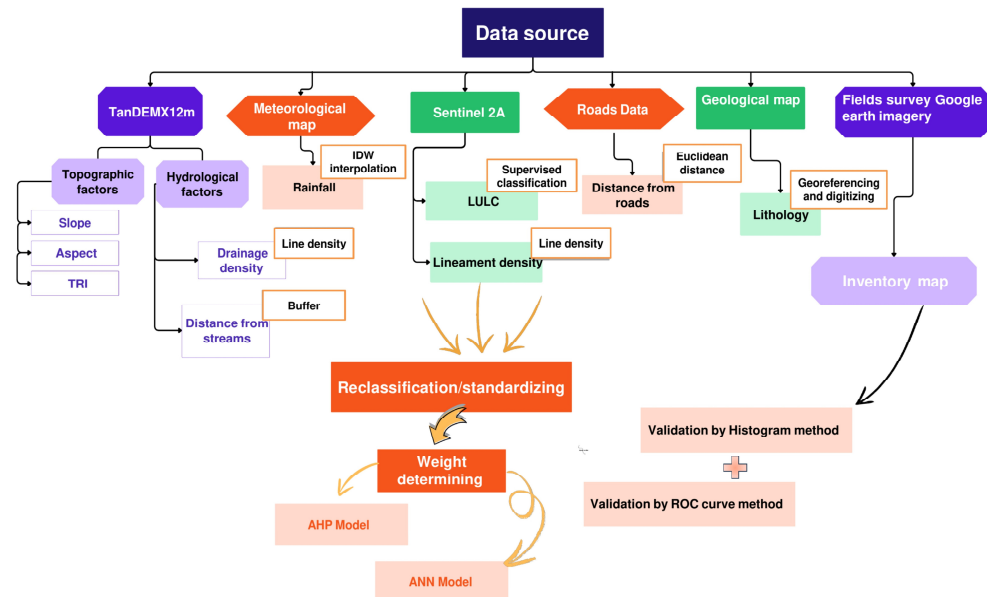 Data source
TanDEMX12m
Meteorological
map
Sentinel 2A
Roads Data
Geological map
Fields survey Google
earth imagery
Topographic
factors
Hydrological
factors
IDW
interpolation
Rainfall
Supervised
classification
LULC
Euclidean
distance
Distance from
roads
Georeferencing
and digitizing
Lithology
Slope
Aspect
TRI
Line density
Drainage
density
Buffer
Distance from
streams
Line density
Lineament density
Inventory map
Reclassification/standardizing
Weight
determining
AHP Model
ANN Model
Validation by Histogram method
Validation by ROC curve method